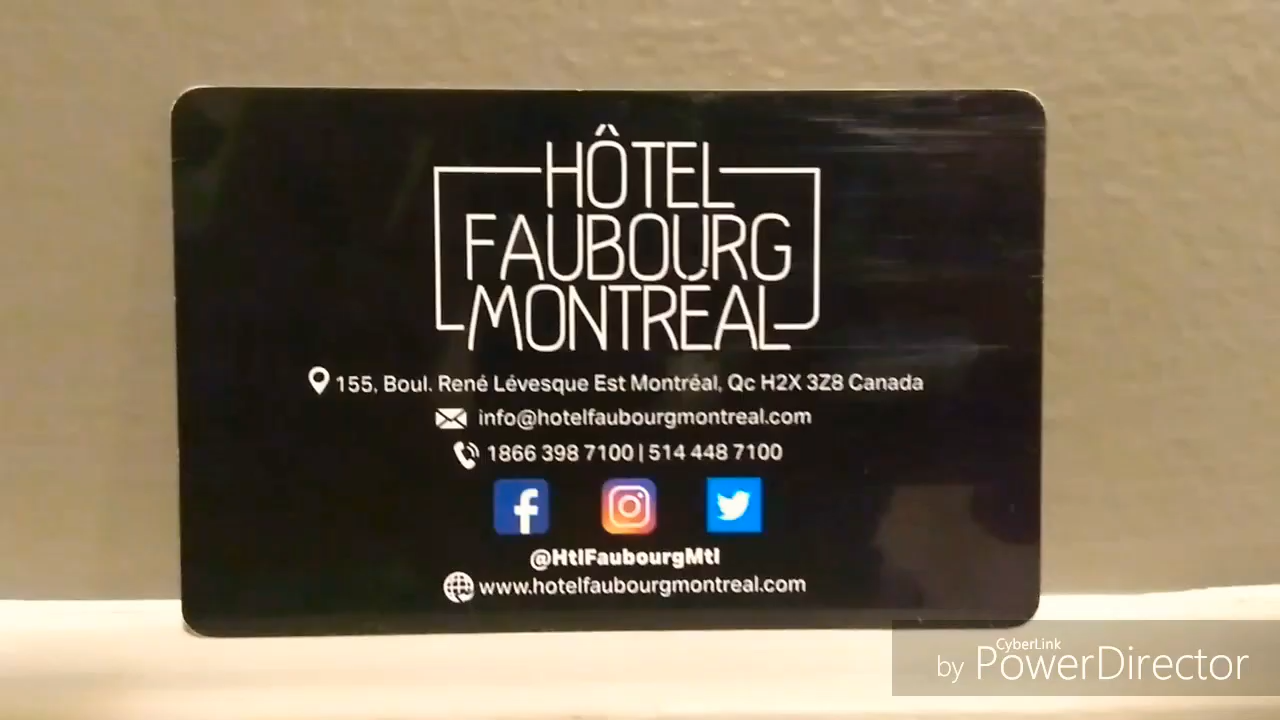 HÔTEL
FAUBOURG
MONTRÉAL
155, Boul. René Lévesque Est Montréal, Qc H2X 3Z8 Canada
info@hotelfaubourgmontreal.com
1866 398 7100 | 514 448 7100
@HtlFaubourgMtl
www.hotelfaubourgmontreal.com
CyberLink
by PowerDirector